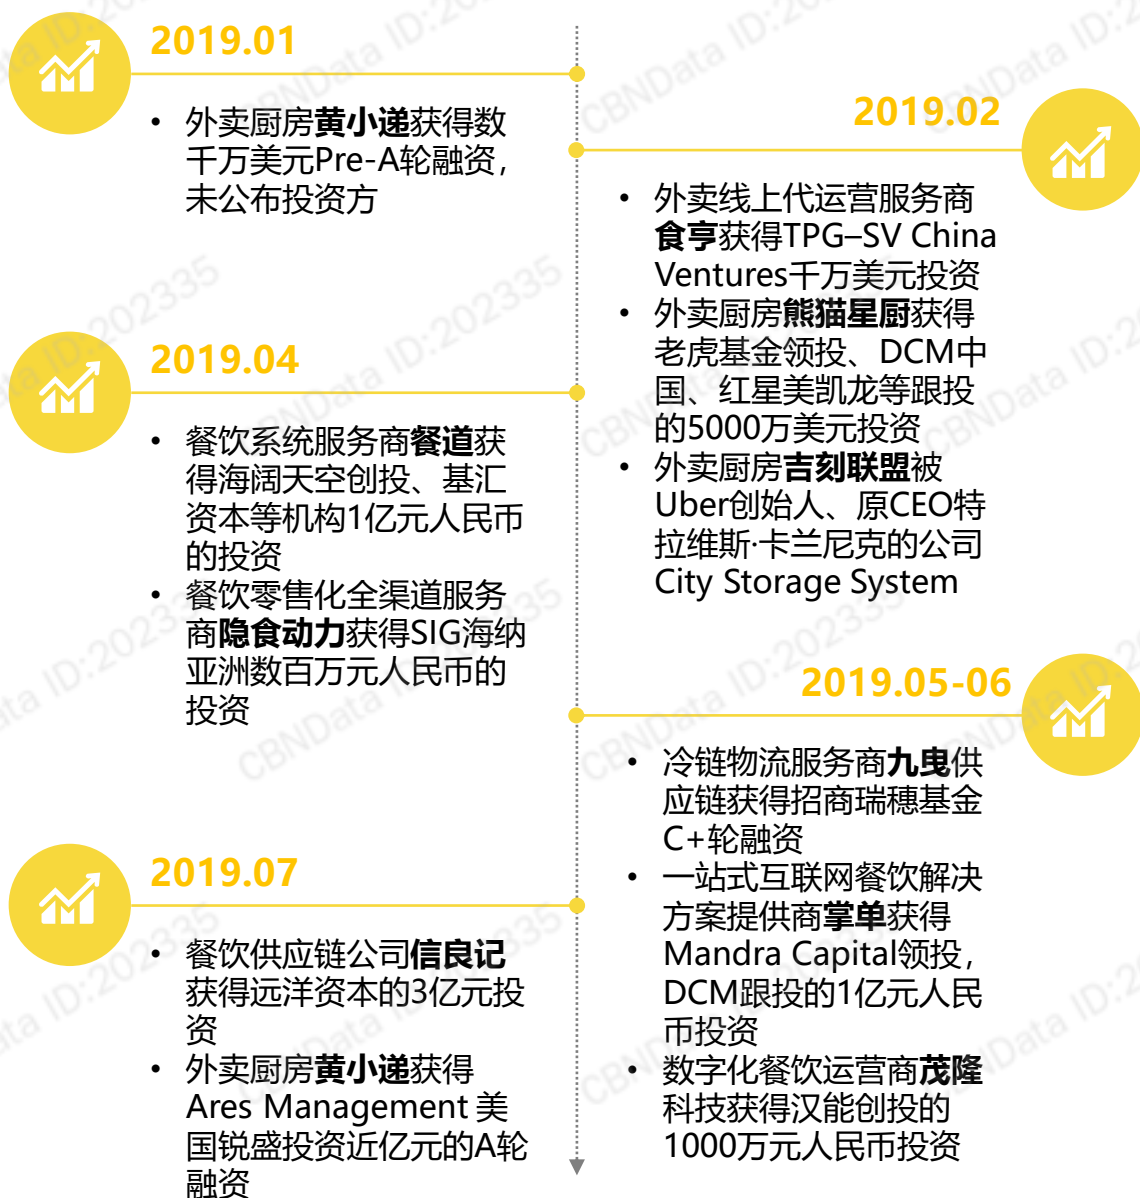 2019.01
• 外卖厨房黄小递获得数
千万美元Pre-A轮融资，
未公布投资方
2019.02
• 外卖线上代运营服务商
食亨获得TPG–SV China
Ventures千万美元投资
• 外卖厨房熊猫星厨获得
老虎基金领投、DCM中
国、红星美凯龙等跟投
的5000万美元投资
• 外卖厨房吉刻联盟被
Uber创始人、原CEO特
拉维斯·卡兰尼克的公司
City Storage System
2019.04
• 餐饮系统服务商餐道获
得海阔天空创投、基汇
资本等机构1亿元人民币
的投资
• 餐饮零售化全渠道服务
商隐食动力获得SIG海纳
亚洲数百万元人民币的
投资
2019.05-06
• 冷链物流服务商九曳供
应链获得招商瑞穗基金
C+轮融资
• 一站式互联网餐饮解决
方案提供商掌单获得
Mandra Capital领投，
DCM跟投的1亿元人民
币投资
• 数字化餐饮运营商茂隆
科技获得汉能创投的
1000万元人民币投资
2019.07
• 餐饮供应链公司信良记
获得远洋资本的3亿元投
资
• 外卖厨房黄小递获得
Ares Management 美
国锐盛投资近亿元的A轮
融资
CBNData ID:202335